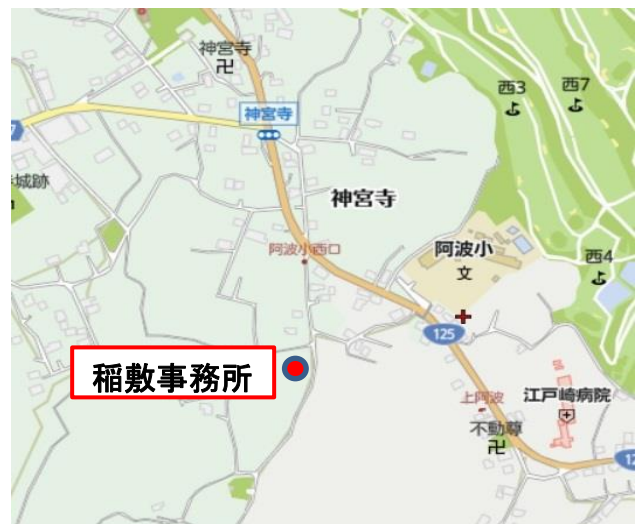 神宮寺
西3
西7
神宮寺
城跡
神宮寺
阿波小
文
阿波小西口
西4
125
稲敷事務所
上阿波
江戸崎病院
不動尊